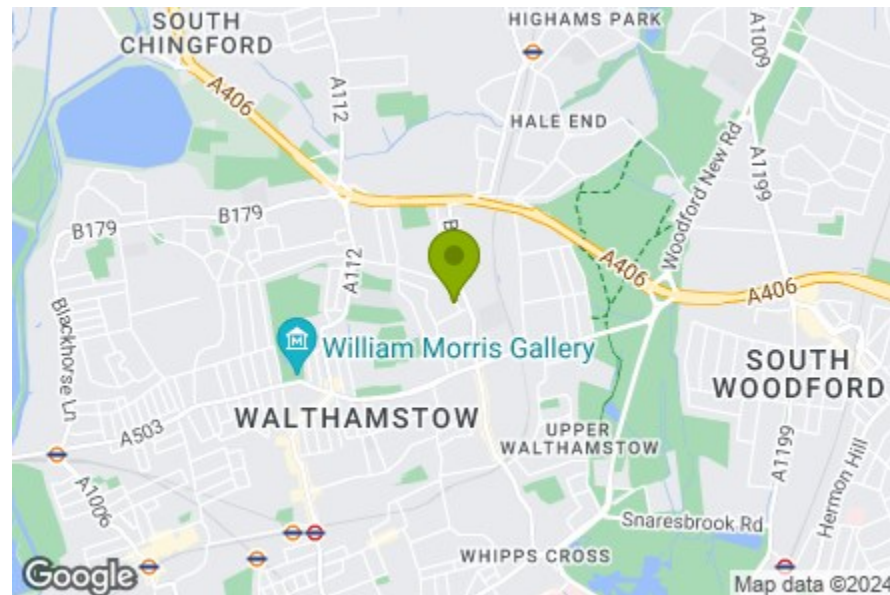 SOUTH
CHINGFORD
HIGHAMS PARK
A1009
A406
A112
HALE END
Woodford New Rd
A1199
B179
B179
B
A112
A406
A406
Blackhorse Ln
William Morris Gallery
SOUTH
WOODFORD
WALTHAMSTOW
A503
UPPER
WALTHAMSTOW
A1199
Hermon Hill
A1006
Snaresbrook Rd
WHIPPS CROSS
Google
Map data ©2024